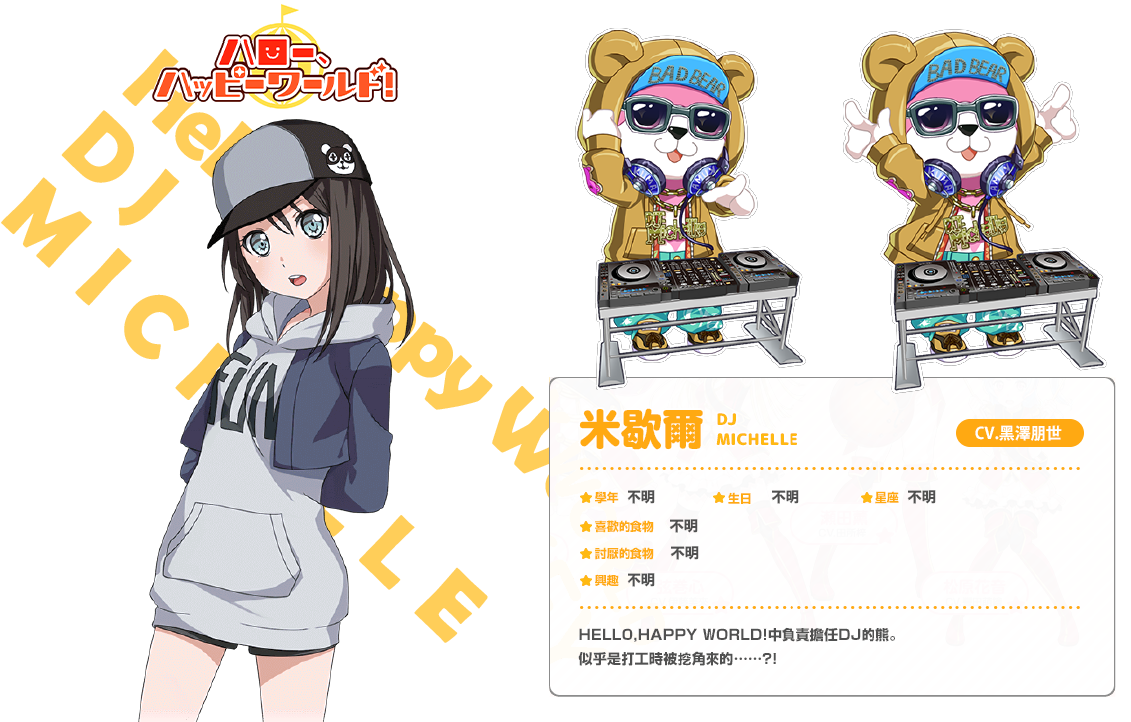 ハロー、
ハッピーワールド!
Hello, Happy World
DJ
MICHELLE
FUN
BAD BEAR
BAD BEAR
米歇爾 DJ
MICHELLE
CV.黑澤朋世
★學年 不明 ★生日 不明 ★星座 不明
★喜歡的食物 不明
★討厭的食物 不明
★興趣 不明
HELLO,HAPPY WORLD!中負責擔任DJ的熊。
似乎是打工時被挖角來的……?!